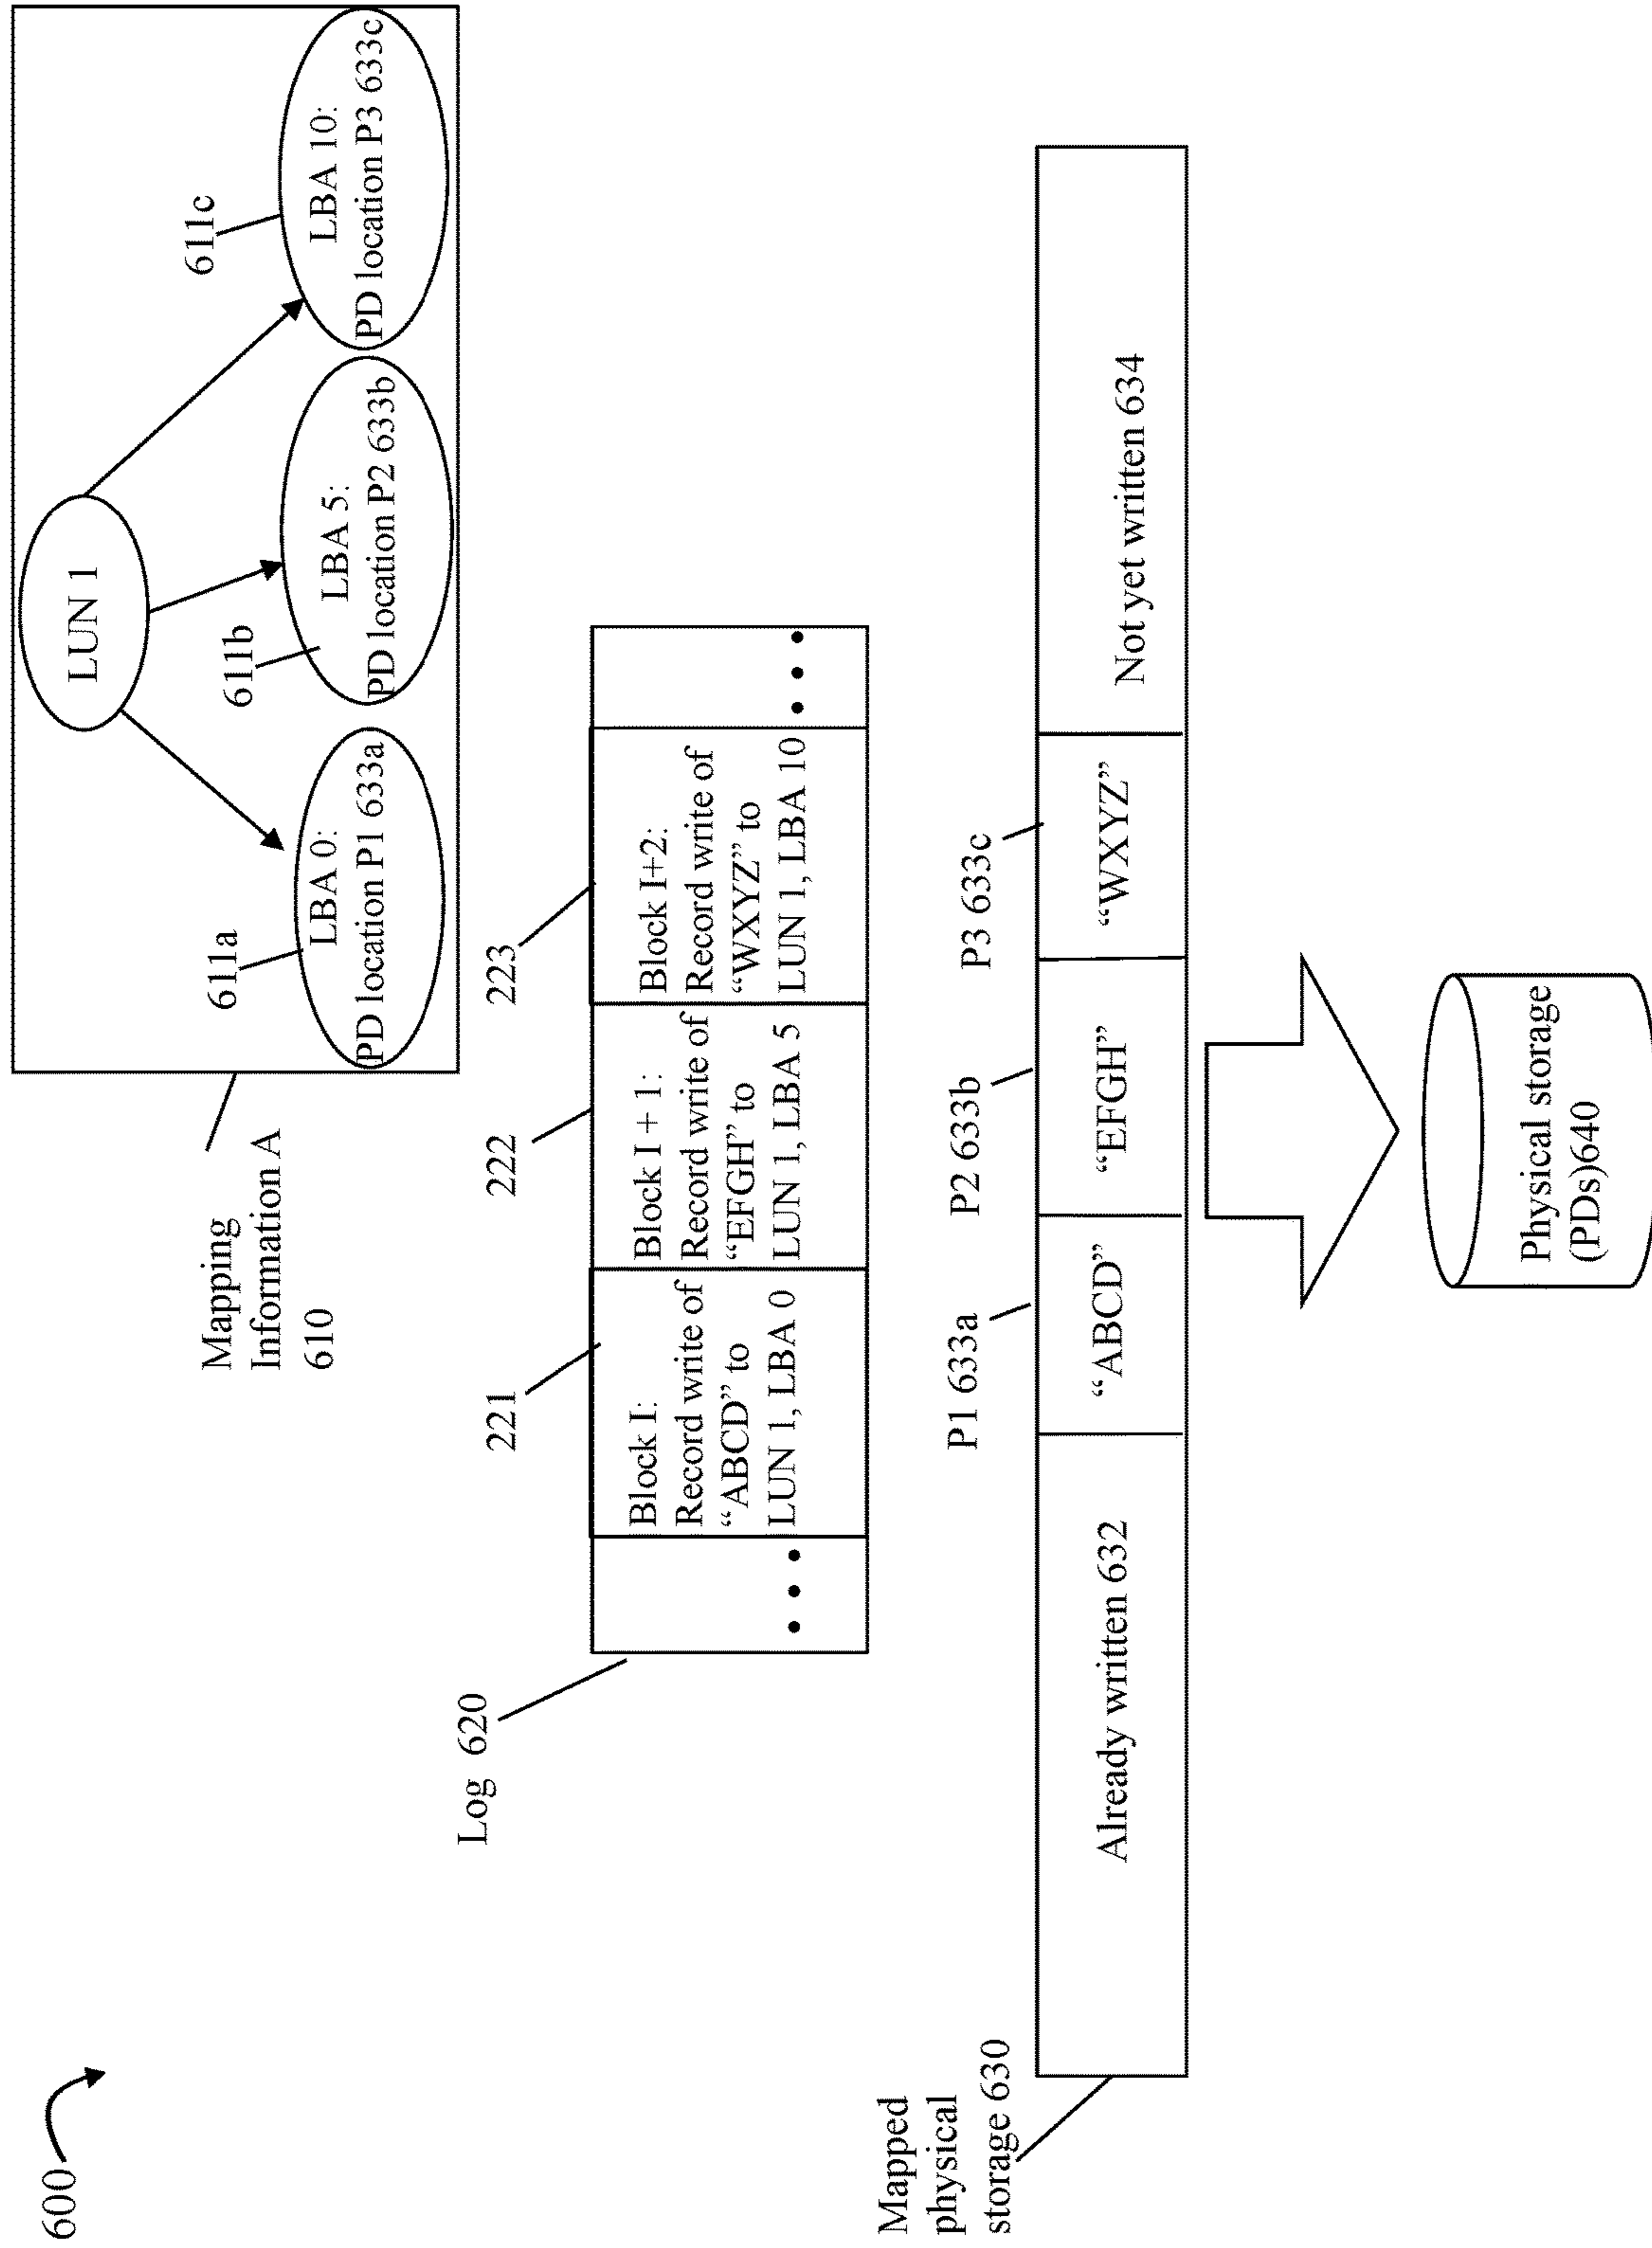 600
Mapping
Information A
610
LUN 1
611a
611b
611c
LBA 0:
PD location P1 633a
LBA 5:
PD location P2 633b
LBA 10:
PD location P3 633c
Log 620
221
222
223
Block I:
Record write of
“ABCD” to
LUN 1, LBA 0
Block I + 1:
Record write of
“EFGH” to
LUN 1, LBA 5
Block I+2:
Record write of
“WXYZ” to
LUN 1, LBA 10
Mapped
physical
storage 630
P1 633a
P2 633b
P3 633c
Already written 632
“ABCD”
“EFGH”
“WXYZ”
Not yet written 634
Physical storage
(PDs)640